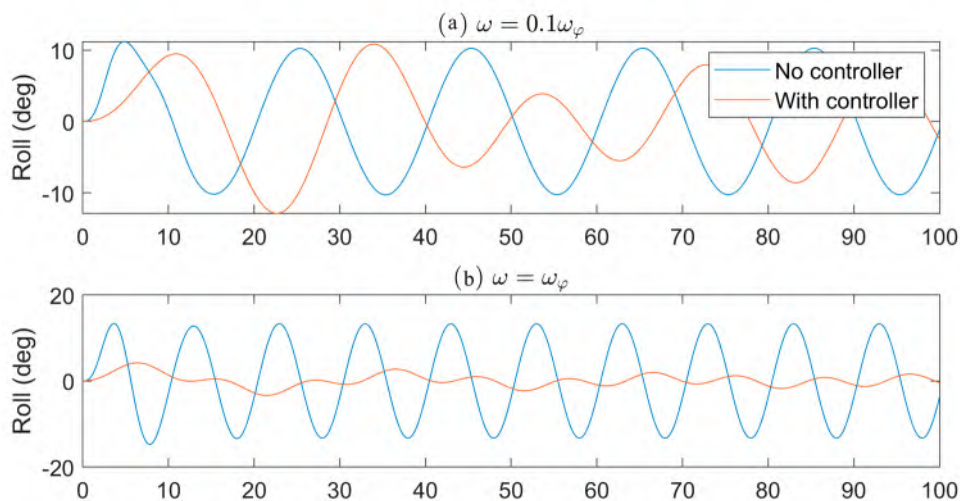 (a) ω = 0.1ω_φ
10
0
-10
Roll (deg)
No controller
With controller
0 10 20 30 40 50 60 70 80 90 100
(b) ω = ω_φ
20
0
-20
Roll (deg)
0 10 20 30 40 50 60 70 80 90 100